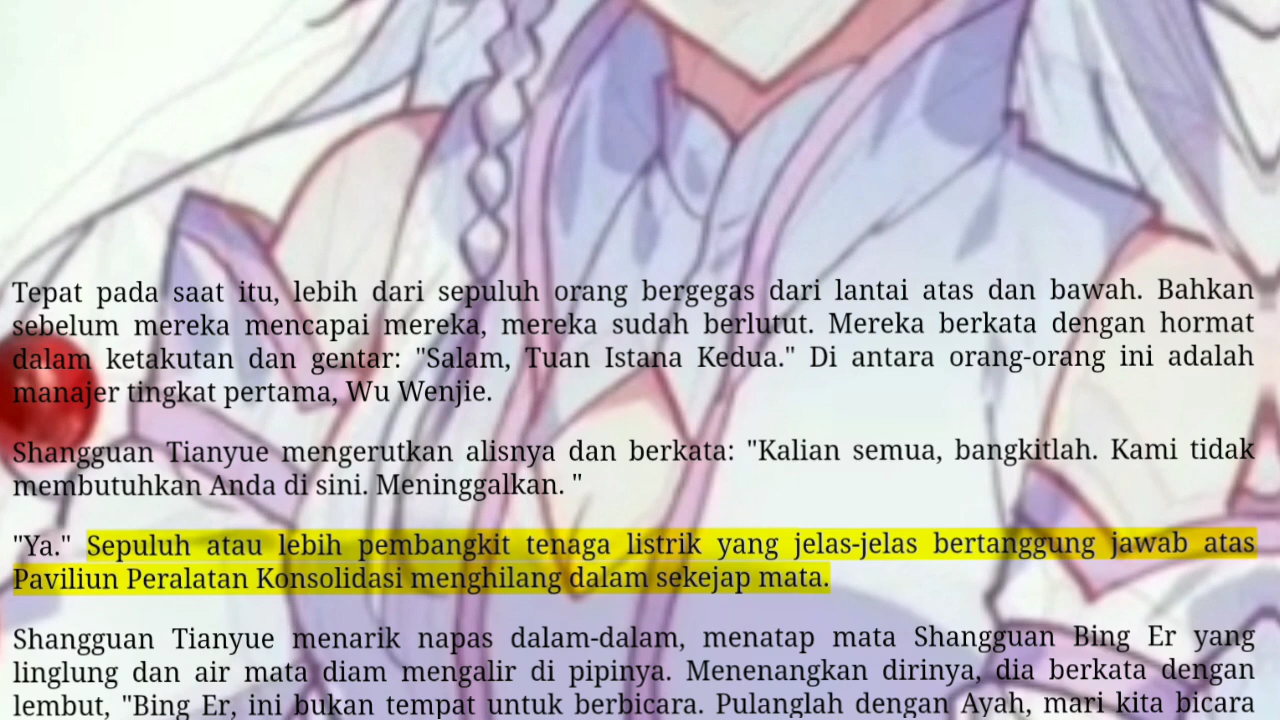 Tepat pada saat itu, lebih dari sepuluh orang bergegas dari lantai atas dan bawah. Bahkan
sebelum mereka mencapai mereka, mereka sudah berlutut. Mereka berkata dengan hormat
dalam ketakutan dan gentar: "Salam, Tuan Istana Kedua." Di antara orang-orang ini adalah
manajer tingkat pertama, Wu Wenjie.
Shangguan Tianyue mengerutkan alisnya dan berkata: "Kalian semua, bangkitlah. Kami tidak
membutuhkan Anda di sini. Meninggalkan. "
"Ya." Sepuluh atau lebih pembangkit tenaga listrik yang jelas-jelas bertanggung jawab atas
Paviliun Peralatan Konsolidasi menghilang dalam sekejap mata.
Shangguan Tianyue menarik napas dalam-dalam, menatap mata Shangguan Bing Er yang
linglung dan air mata diam mengalir di pipinya. Menenangkan dirinya, dia berkata dengan
lembut, "Bing Er, ini bukan tempat untuk berbicara. Pulanglah dengan Ayah, mari kita bicara